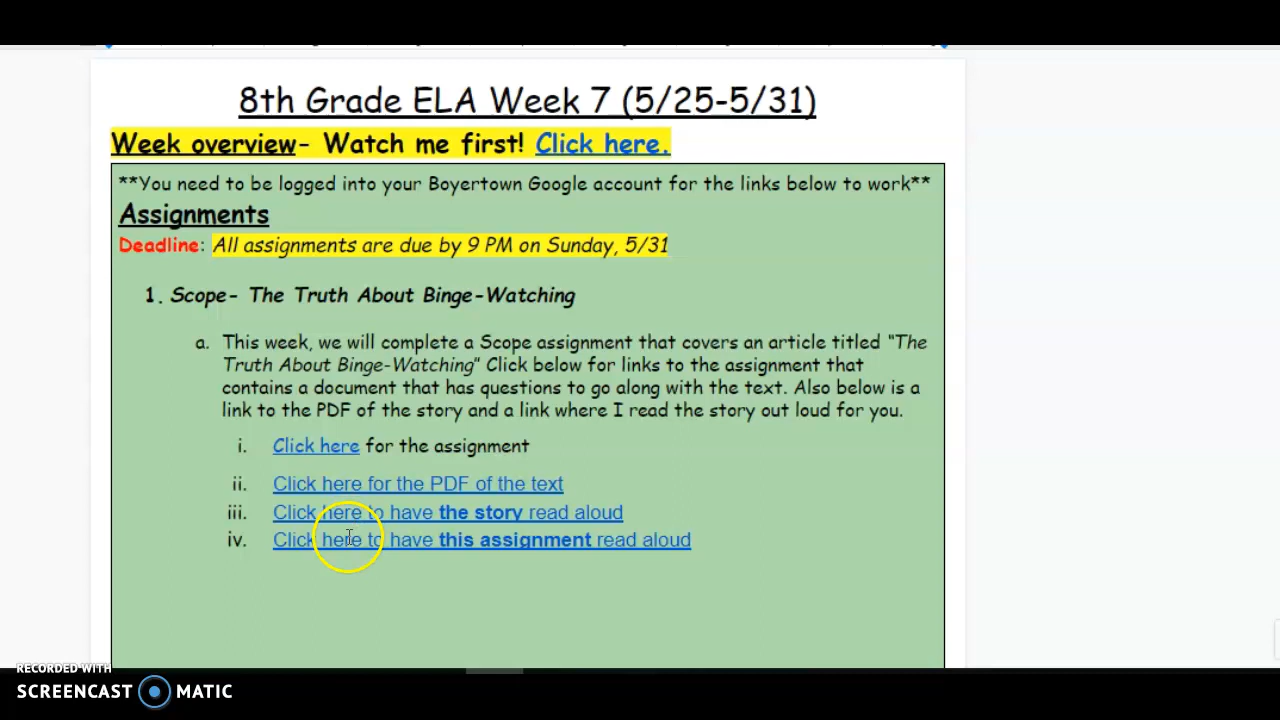 8th Grade ELA Week 7 (5/25-5/31)
Week overview- Watch me first! Click here.
**You need to be logged into your Boyertown Google account for the links below to work**
Assignments
Deadline: All assignments are due by 9 PM on Sunday, 5/31
1. Scope- The Truth About Binge-Watching
a. This week, we will complete a Scope assignment that covers an article titled "The
Truth About Binge-Watching" Click below for links to the assignment that
contains a document that has questions to go along with the text. Also below is a
link to the PDF of the story and a link where I read the story out loud for you.
i. Click here for the assignment
ii. Click here for the PDF of the text
iii. Click here to have the story read aloud
iv. Click here to have this assignment read aloud
RECORDED WITH
SCREENCAST MATIC